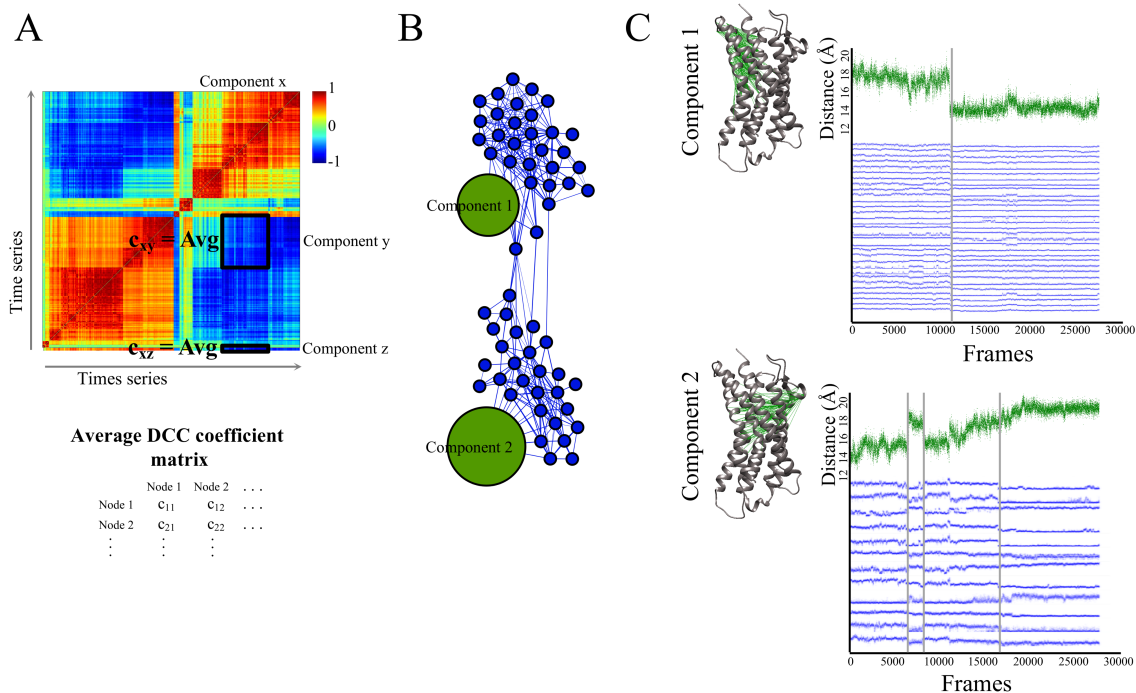 A
Component x
1
0
-1
Time series
c_xy = Avg
Component y
c_xz = Avg
Component z
Times series
Average DCC coefficient
matrix
Node 1 Node 2 . . .
Node 1 c11 c12 . . .
Node 2 c21 c22 . . .
. . .
. . .
B
Component 1
Component 2
C
Component 1
Distance (Å)
12 14 16 18 20
0 5000 10000 15000 20000 25000 30000
Frames
Component 2
Distance (Å)
12 14 16 18 20
0 5000 10000 15000 20000 25000 30000
Frames